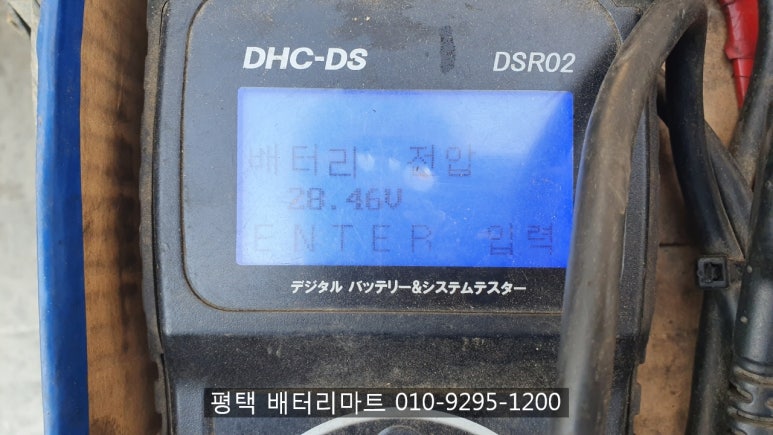 DHC-DS DSR02
배터리 전압
28.46V
ENTER 입력
デジタル バッテリー&システムテスター
평택 배터리마트 010-9295-1200